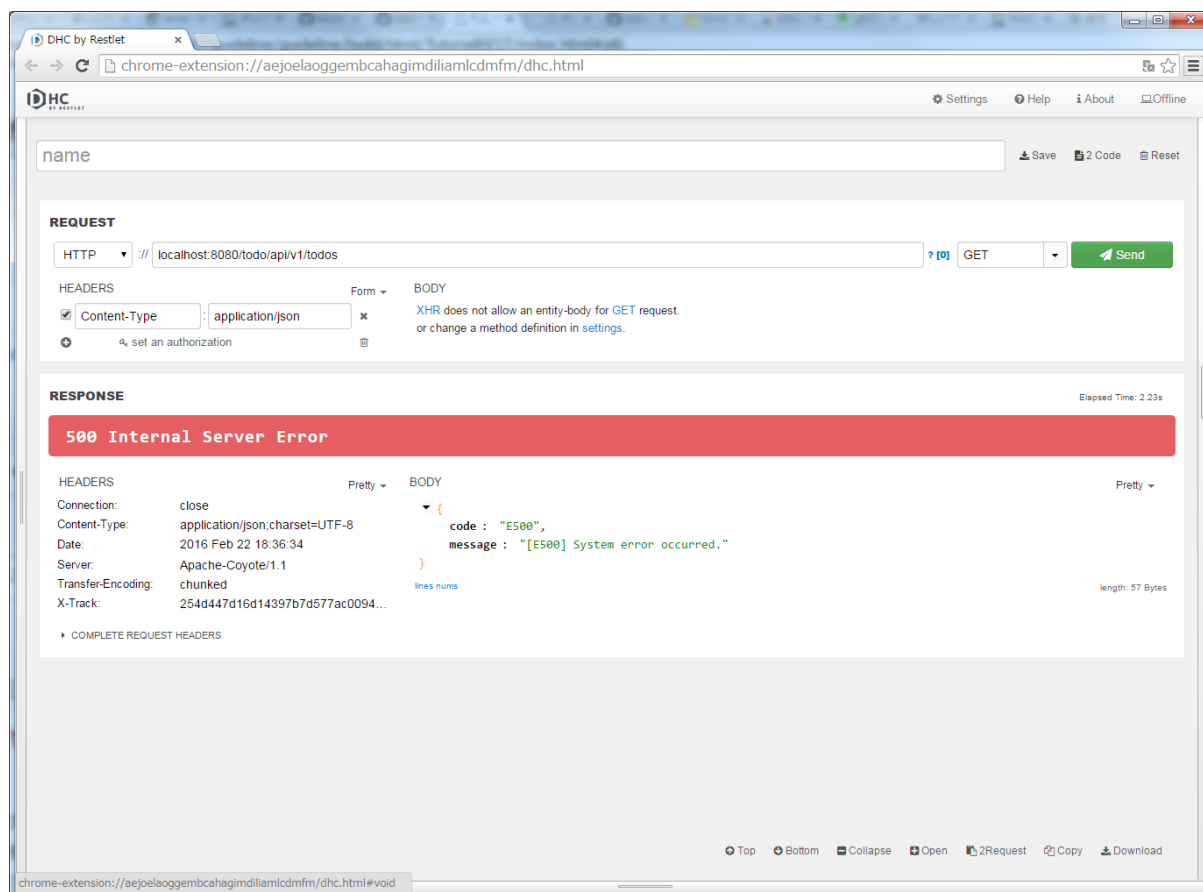 DHC by Restlet
chrome-extension://aejoelaoggembcahagimdiliamlcdmfm/dhc.html
DHC
BY RESTLET
Settings Help About Offline
name
Save 2 Code Reset
REQUEST
HTTP :// localhost:8080/todo/api/v1/todos ? [0] GET Send
HEADERS Form BODY
Content-Type : application/json
XHR does not allow an entity-body for GET request.
or change a method definition in settings.
set an authorization
RESPONSE Elapsed Time: 2.23s
500 Internal Server Error
HEADERS Pretty BODY Pretty
Connection: close
Content-Type: application/json;charset=UTF-8
Date: 2016 Feb 22 18:36:34
Server: Apache-Coyote/1.1
Transfer-Encoding: chunked
X-Track: 254d447d16d14397b7d577ac0094...
{
code : "E500",
message : "[E500] System error occurred."
}
lines nums length: 57 Bytes
COMPLETE REQUEST HEADERS
Top Bottom Collapse Open 2Request Copy Download
chrome-extension://aejoelaoggembcahagimdiliamlcdmfm/dhc.html#void